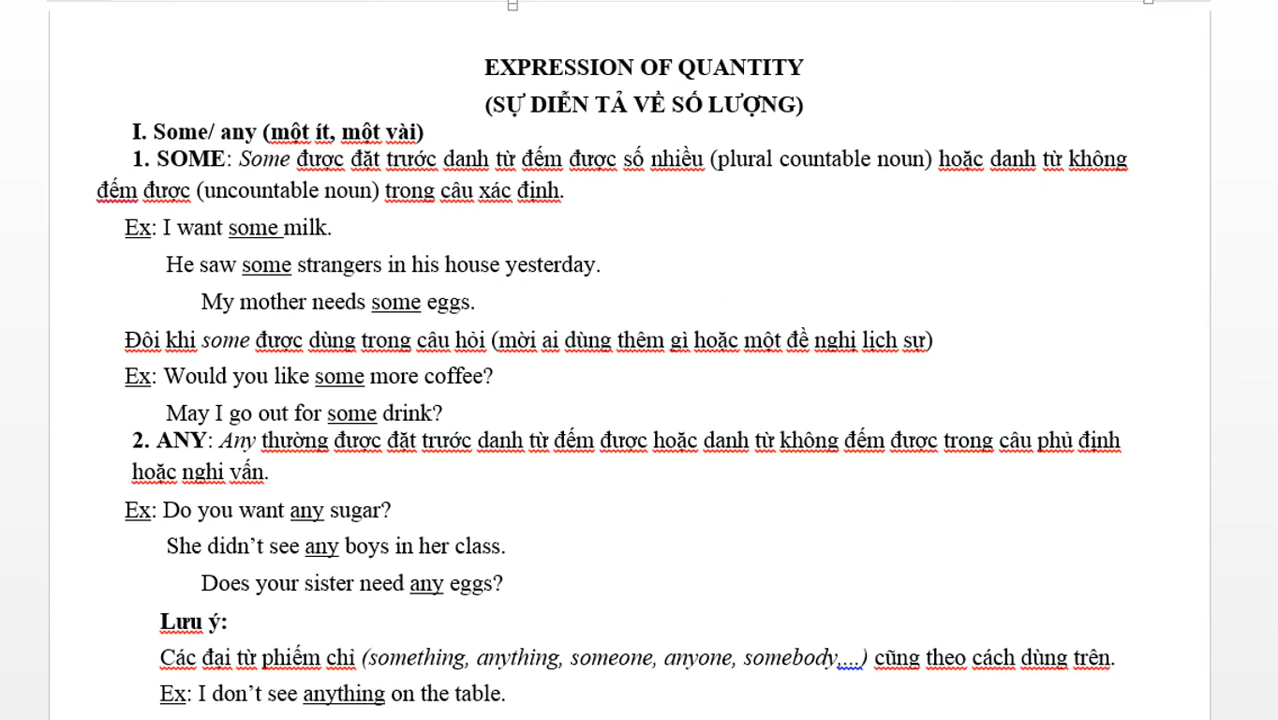 EXPRESSION OF QUANTITY
(SỰ DIỄN TẢ VỀ SỐ LƯỢNG)
I. Some/ any (một ít, một vài)
1. SOME: Some được đặt trước danh từ đếm được số nhiều (plural countable noun) hoặc danh từ không
đếm được (uncountable noun) trong câu xác định.
Ex: I want some milk.
He saw some strangers in his house yesterday.
My mother needs some eggs.
Đôi khi some được dùng trong câu hỏi (mời ai dùng thêm gì hoặc một đề nghị lịch sự)
Ex: Would you like some more coffee?
May I go out for some drink?
2. ANY: Any thường được đặt trước danh từ đếm được hoặc danh từ không đếm được trong câu phủ định
hoặc nghi vấn.
Ex: Do you want any sugar?
She didn’t see any boys in her class.
Does your sister need any eggs?
Lưu ý:
Các đại từ phiếm chỉ (something, anything, someone, anyone, somebody,...) cũng theo cách dùng trên.
Ex: I don’t see anything on the table.